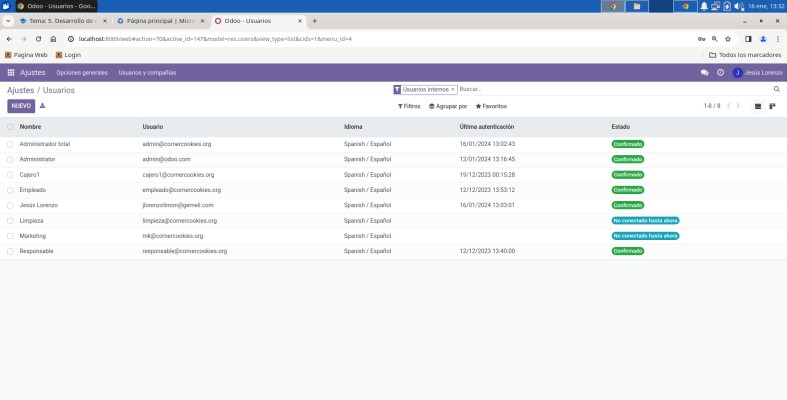 Odoo - Usuarios - Goo...
16 ene, 13:32
Tema: 5. Desarrollo de c
Página principal | Micro
Odoo - Usuarios
localhost:8069/web#action=70&active_id=147&model=res.users&view_type=list&cids=1&menu_id=4
Pagina Web
Login
Todos los marcadores
Ajustes
Opciones generales
Usuarios y compañías
J
Jesús Lorenzo
Ajustes / Usuarios
Usuarios internos ×
Buscar...
NUEVO
Filtros
Agrupar por
Favoritos
1-8 / 8
Nombre Usuario Idioma Última autenticación Estado
Administrador total admin@comercookies.org Spanish / Español 16/01/2024 13:02:43 Confirmado
Administrator admin@odoo.com Spanish / Español 12/01/2024 13:16:45 Confirmado
Cajero1 cajero1@comercookies.org Spanish / Español 19/12/2023 00:15:28 Confirmado
Empleado empleado@comercookies.org Spanish / Español 12/12/2023 13:53:12 Confirmado
Jesús Lorenzo jlorenzolimon@gemeil.com Spanish / Español 16/01/2024 13:03:01 Confirmado
Limpieza limpieza@comercookies.org Spanish / Español No conectado hasta ahora
Marketing mk@comercookies.org Spanish / Español No conectado hasta ahora
Responsable responsable@comercookies.org Spanish / Español 12/12/2023 13:40:00 Confirmado